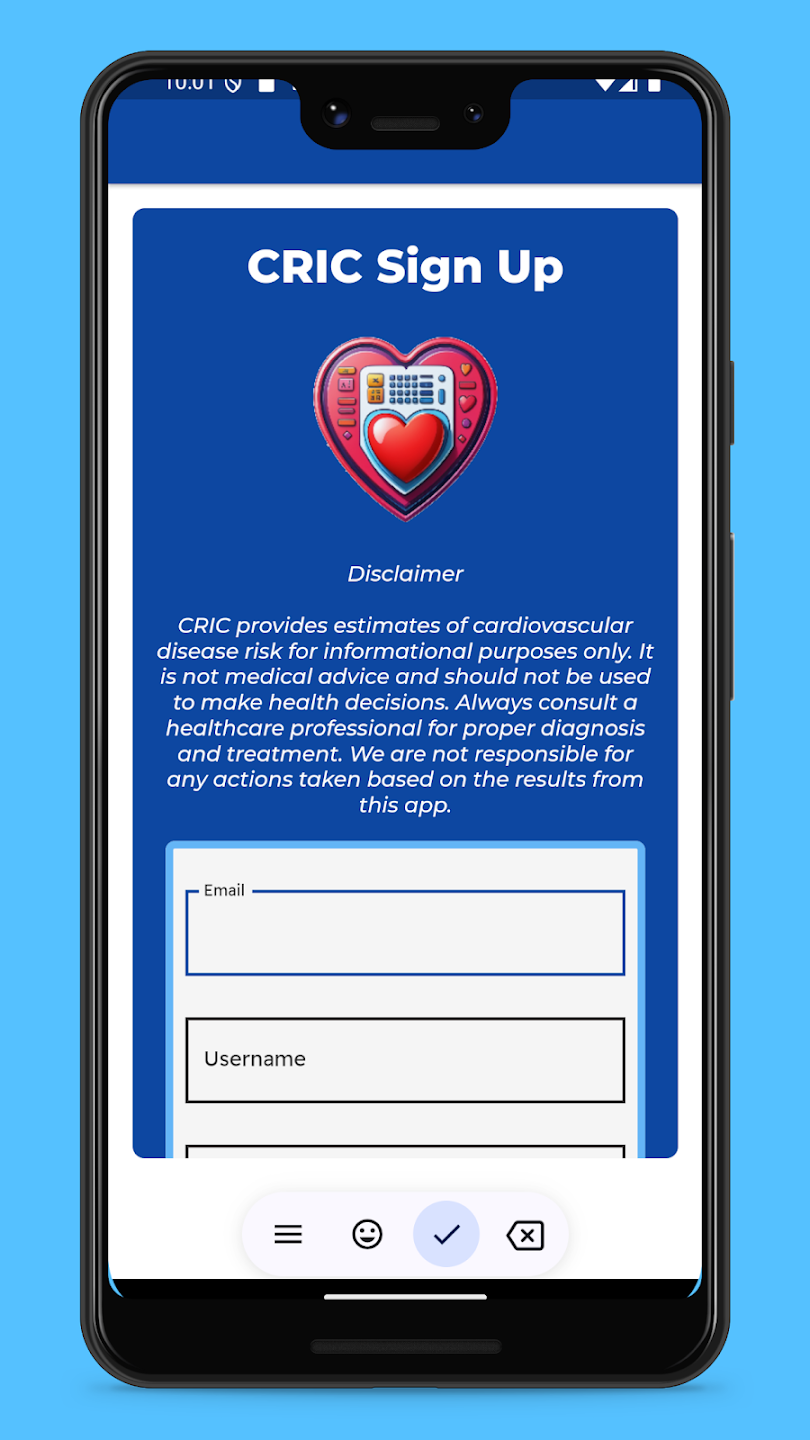 10:01
CRIC Sign Up
Disclaimer
CRIC provides estimates of cardiovascular
disease risk for informational purposes only. It
is not medical advice and should not be used
to make health decisions. Always consult a
healthcare professional for proper diagnosis
and treatment. We are not responsible for
any actions taken based on the results from
this app.
Email
Username